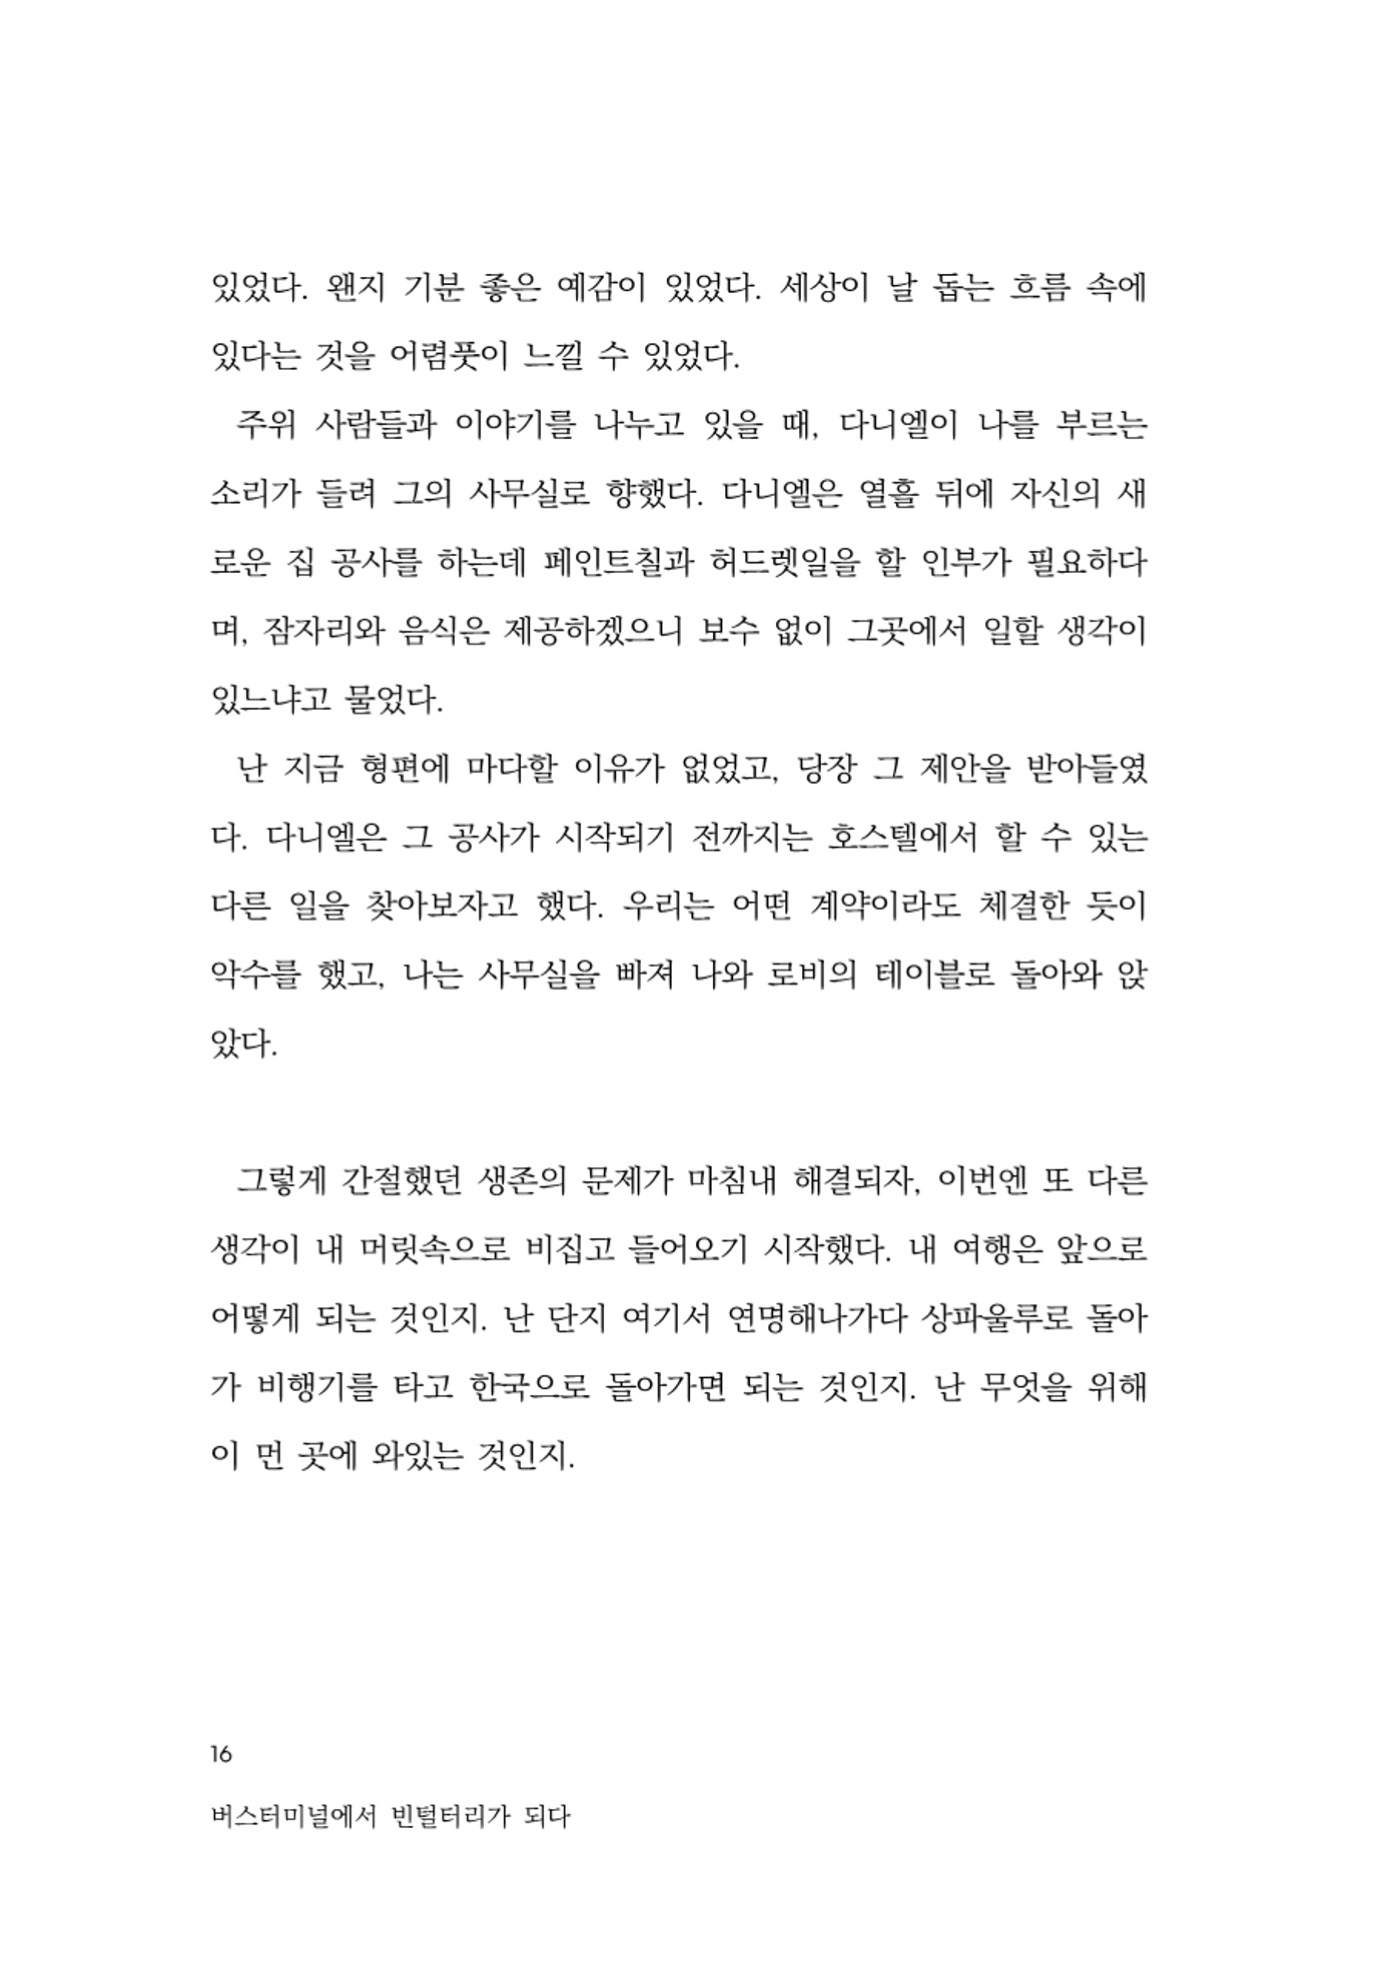 있었다. 왠지 기분 좋은 예감이 있었다. 세상이 날 돕는 흐름 속에
있다는 것을 어렴풋이 느낄 수 있었다.
주위 사람들과 이야기를 나누고 있을 때, 다니엘이 나를 부르는
소리가 들려 그의 사무실로 향했다. 다니엘은 열흘 뒤에 자신의 새
로운 집 공사를 하는데 페인트칠과 허드렛일을 할 인부가 필요하다
며, 잠자리와 음식은 제공하겠으니 보수 없이 그곳에서 일할 생각이
있느냐고 물었다.
난 지금 형편에 마다할 이유가 없었고, 당장 그 제안을 받아들였
다. 다니엘은 그 공사가 시작되기 전까지는 호스텔에서 할 수 있는
다른 일을 찾아보자고 했다. 우리는 어떤 계약이라도 체결한 듯이
악수를 했고, 나는 사무실을 빠져 나와 로비의 테이블로 돌아와 앉
았다.
그렇게 간절했던 생존의 문제가 마침내 해결되자, 이번엔 또 다른
생각이 내 머릿속으로 비집고 들어오기 시작했다. 내 여행은 앞으로
어떻게 되는 것인지. 난 단지 여기서 연명해나가다 상파울루로 돌아
가 비행기를 타고 한국으로 돌아가면 되는 것인지. 난 무엇을 위해
이 먼 곳에 와있는 것인지.
16
버스터미널에서 빈털터리가 되다